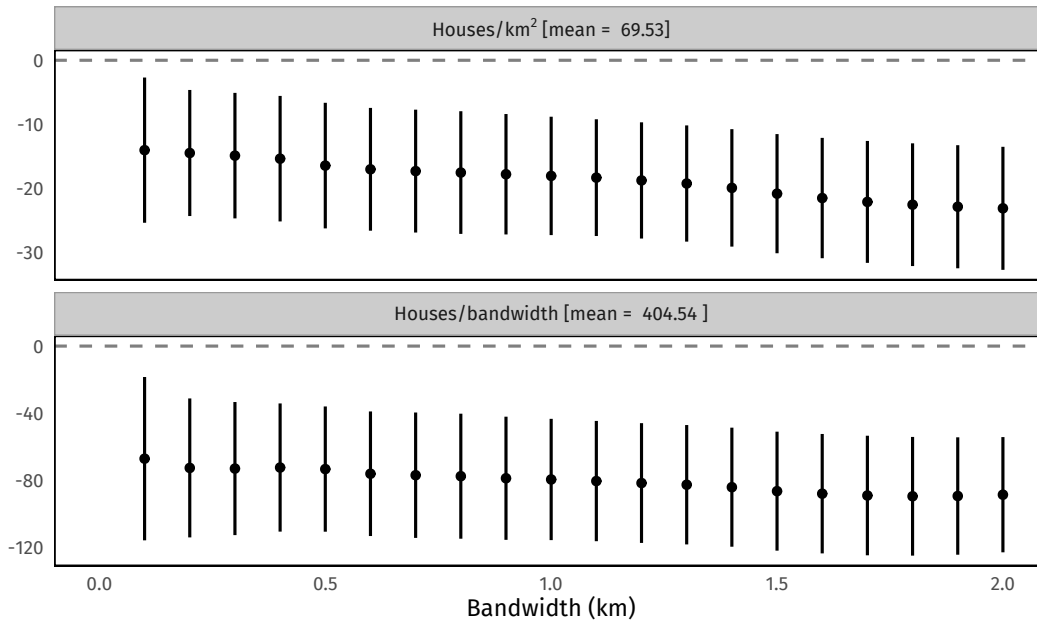 Houses/km² [mean = 69.53]
0
-10
-20
-30
Houses/bandwidth [mean = 404.54 ]
0
-40
-80
-120
0.0 0.5 1.0 1.5 2.0
Bandwidth (km)